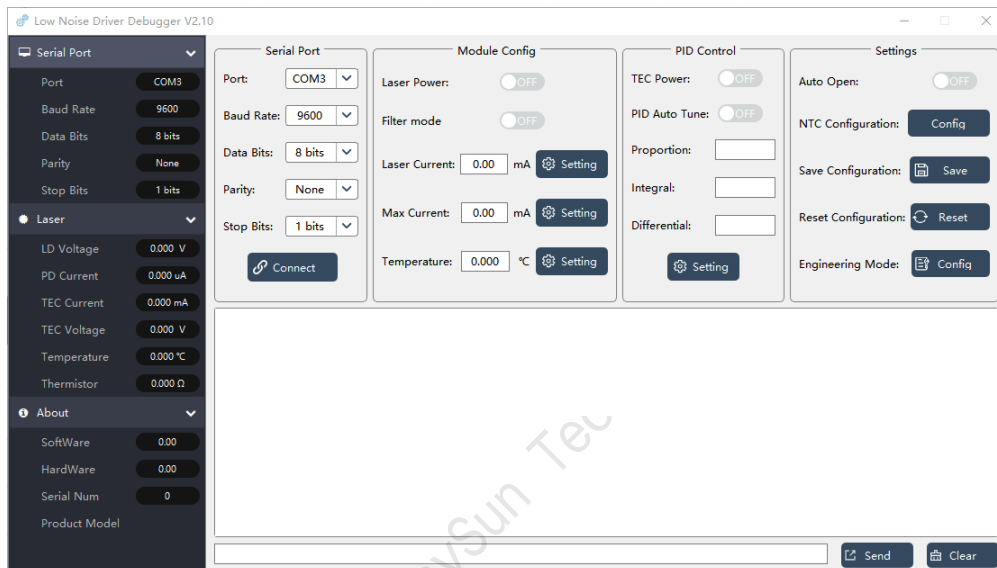 Low Noise Driver Debugger V2.10
Serial Port
Port COM3
Baud Rate 9600
Data Bits 8 bits
Parity None
Stop Bits 1 bits
Laser
LD Voltage 0.000 V
PD Current 0.000 uA
TEC Current 0.000 mA
TEC Voltage 0.000 V
Temperature 0.000 ℃
Thermistor 0.000 Ω
About
SoftWare 0.00
HardWare 0.00
Serial Num 0
Product Model
Serial Port
Port: COM3
Baud Rate: 9600
Data Bits: 8 bits
Parity: None
Stop Bits: 1 bits
Connect
Module Config
Laser Power: OFF
Filter mode OFF
Laser Current: 0.00 mA Setting
Max Current: 0.00 mA Setting
Temperature: 0.000 ℃ Setting
PID Control
TEC Power: OFF
PID Auto Tune: OFF
Proportion:
Integral:
Differential:
Setting
Settings
Auto Open: OFF
NTC Configuration: Config
Save Configuration: Save
Reset Configuration: Reset
Engineering Mode: Config
Send Clear